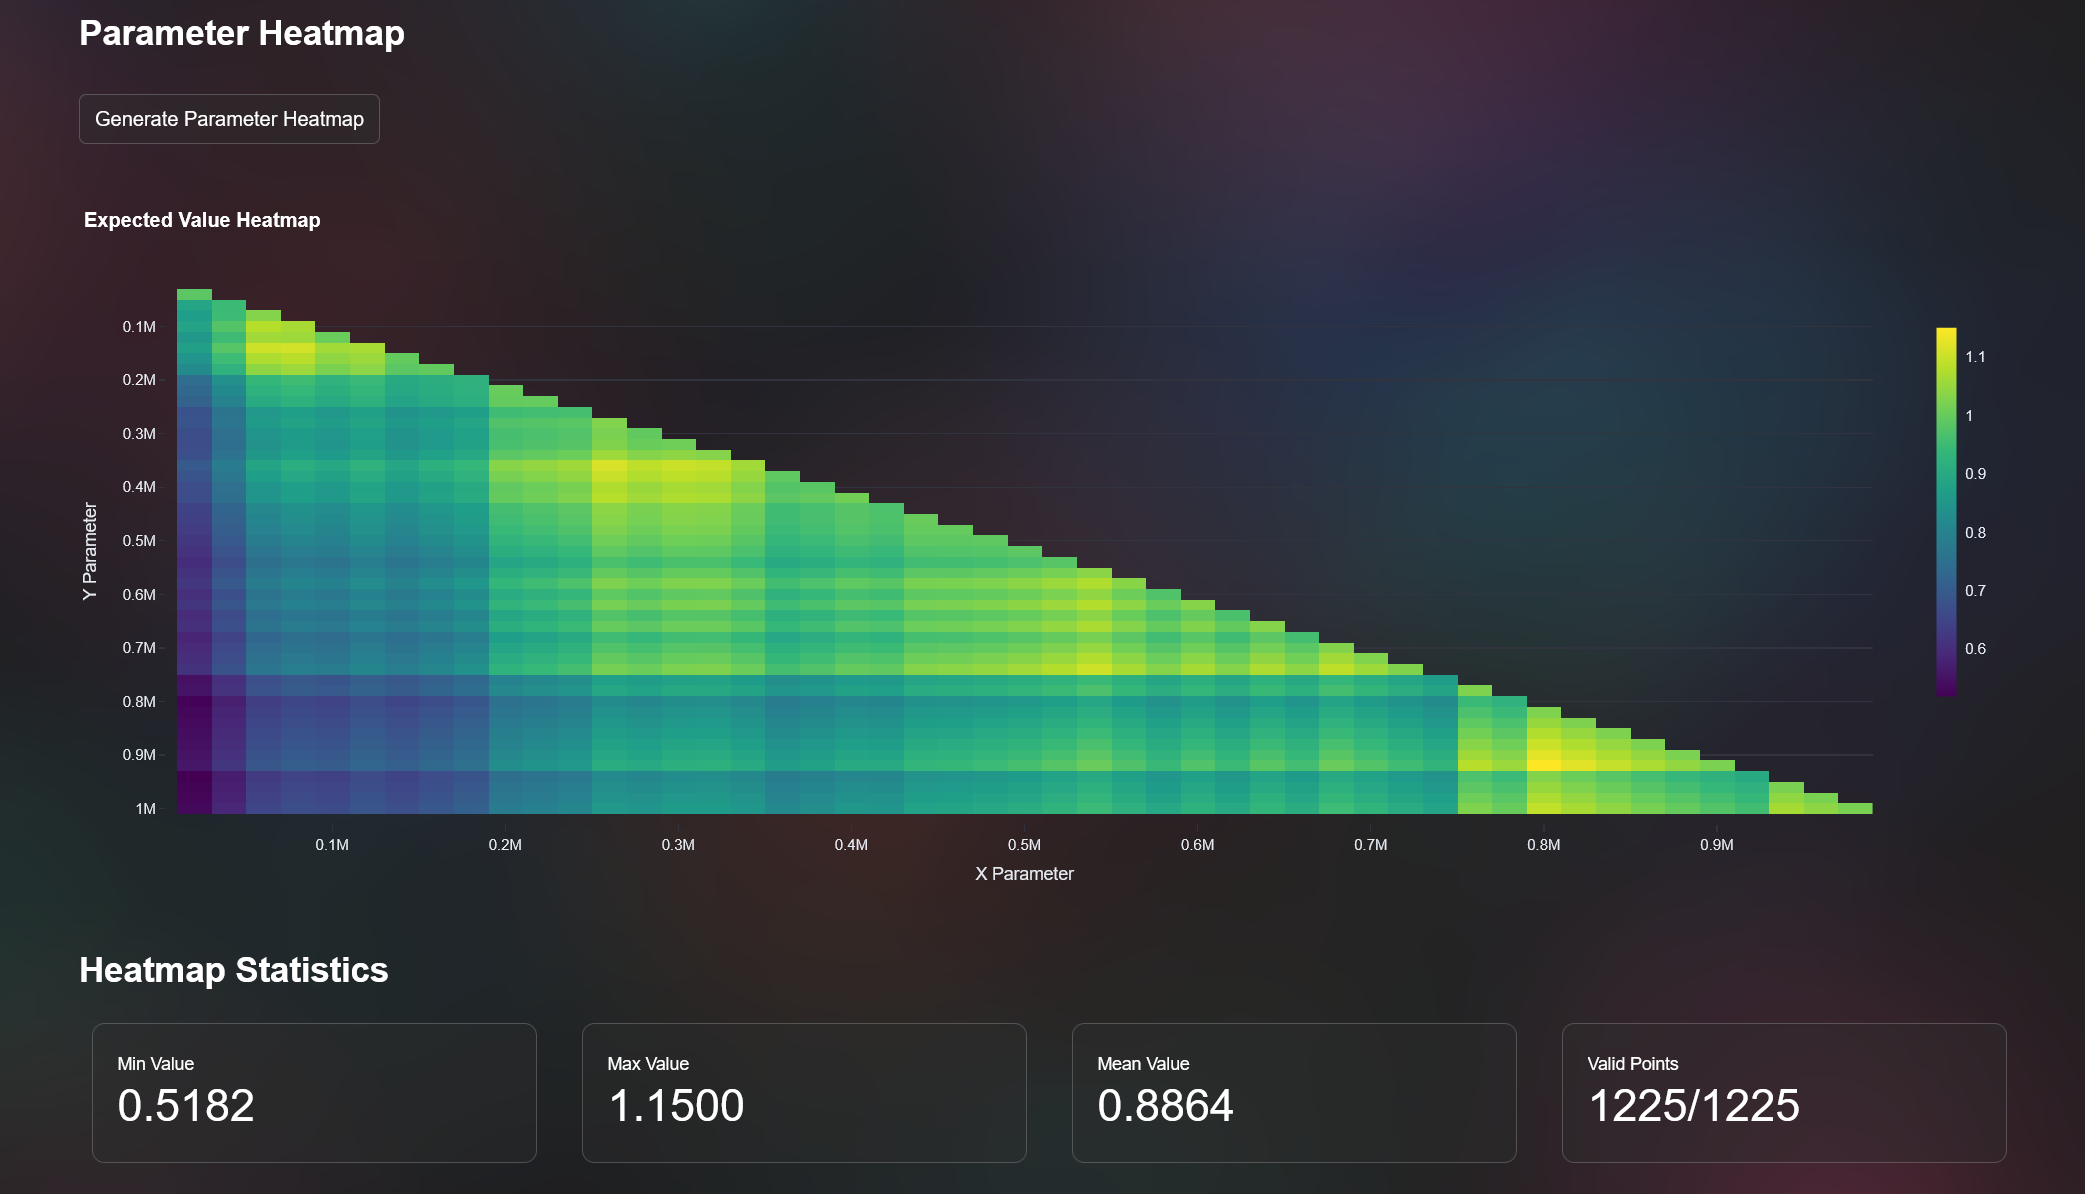 Parameter Heatmap
Generate Parameter Heatmap
Expected Value Heatmap
0.1M
0.2M
0.3M
0.4M
0.5M
0.6M
0.7M
0.8M
0.9M
1M
Y Parameter
0.1M 0.2M 0.3M 0.4M 0.5M 0.6M 0.7M 0.8M 0.9M
X Parameter
1.1
1
0.9
0.8
0.7
0.6
Heatmap Statistics
Min Value
0.5182
Max Value
1.1500
Mean Value
0.8864
Valid Points
1225/1225